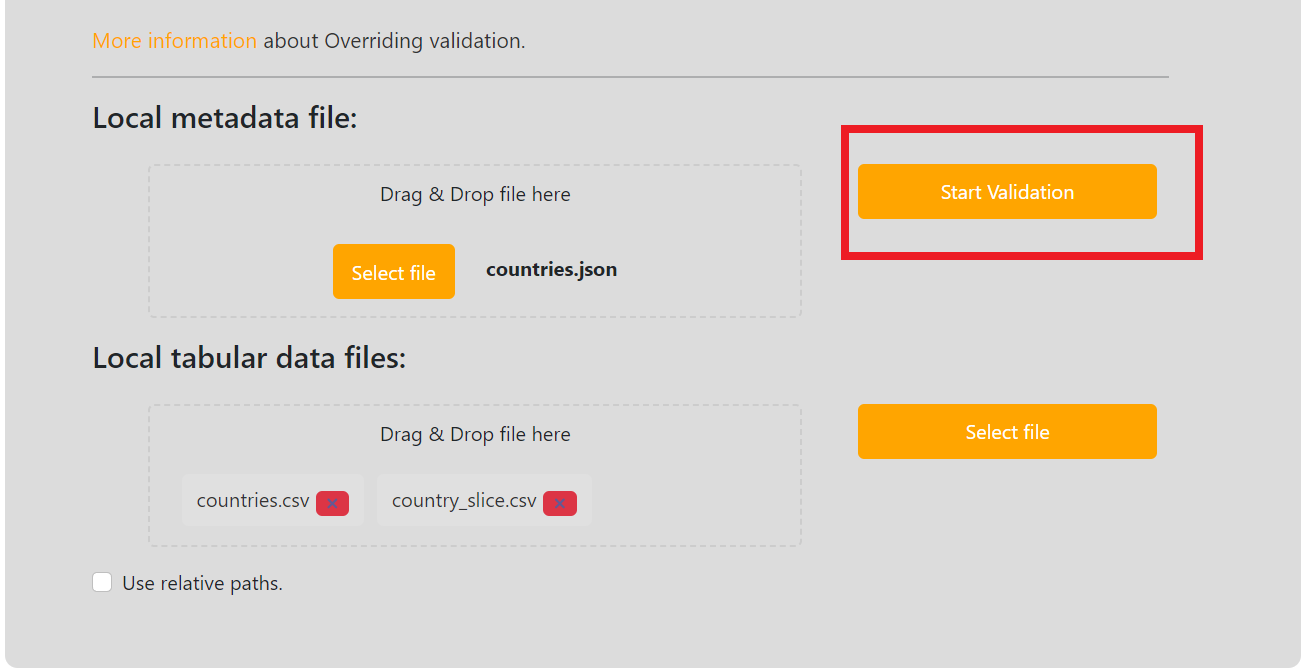 More information about Overriding validation.
Local metadata file:
Drag & Drop file here
Start Validation
Select file
countries.json
Local tabular data files:
Drag & Drop file here
Select file
countries.csv ×
country_slice.csv ×
Use relative paths.